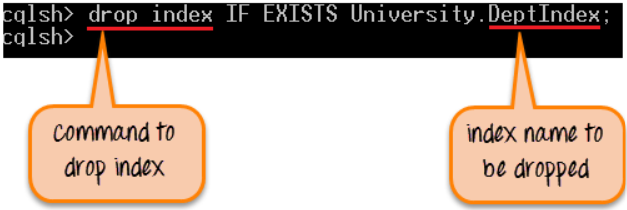 cqlsh> drop index IF EXISTS University.DeptIndex;
cqlsh>
command to
drop index
index name to
be dropped